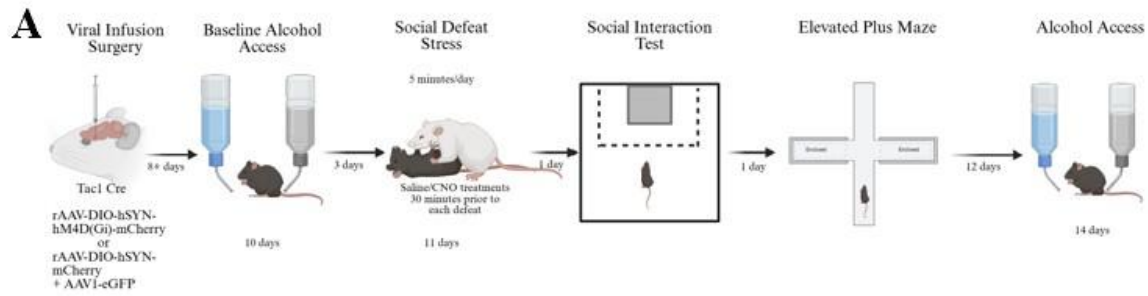 A
Viral Infusion
Surgery
8+ days
Tac1 Cre
rAAV-DIO-hSYN-
hM4D(Gi)-mCherry
or
rAAV-DIO-hSYN-
mCherry
+ AAV1-eGFP
Baseline Alcohol
Access
3 days
10 days
Social Defeat
Stress
5 minutes/day
1 day
Saline/CNO treatments
30 minutes prior to
each defeat
11 days
Social Interaction
Test
1 day
Elevated Plus Maze
Enclosed
Enclosed
12 days
Alcohol Access
14 days